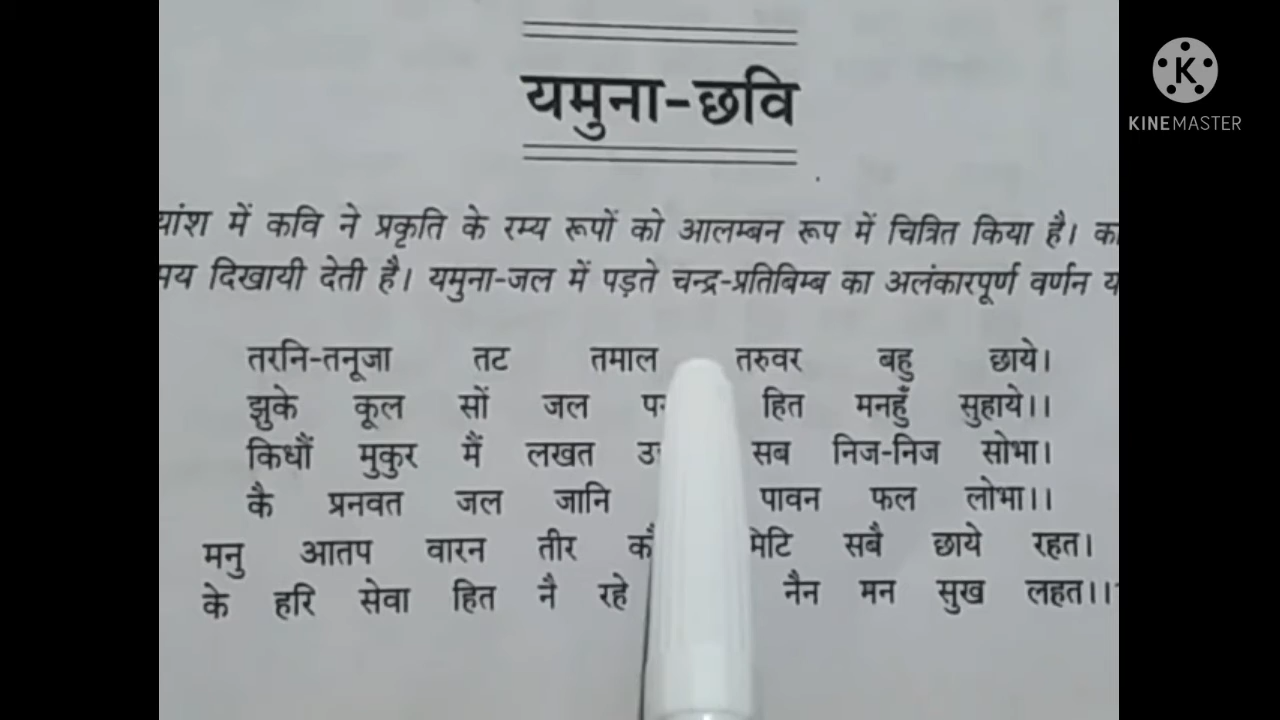 यमुना-छवि
KINEMASTER
यांश में कवि ने प्रकृति के रम्य रूपों को आलम्बन रूप में चित्रित किया है। का
मय दिखायी देती है। यमुना-जल में पड़ते चन्द्र-प्रतिबिम्ब का अलंकारपूर्ण वर्णन य
तरनि-तनूजा तट तमाल तरुवर बहु छाये।
झुके कूल सों जल हित मनहुँ सुहाये।।
किधौं मुकुर मैं लखत सब निज-निज सोभा।
कै प्रनवत जल जानि पावन फल लोभा।।
मनु आतप वारन तीर कौ मिटि सबै छाये रहत।
के हरि सेवा हित नै रहे नैन मन सुख लहत।।